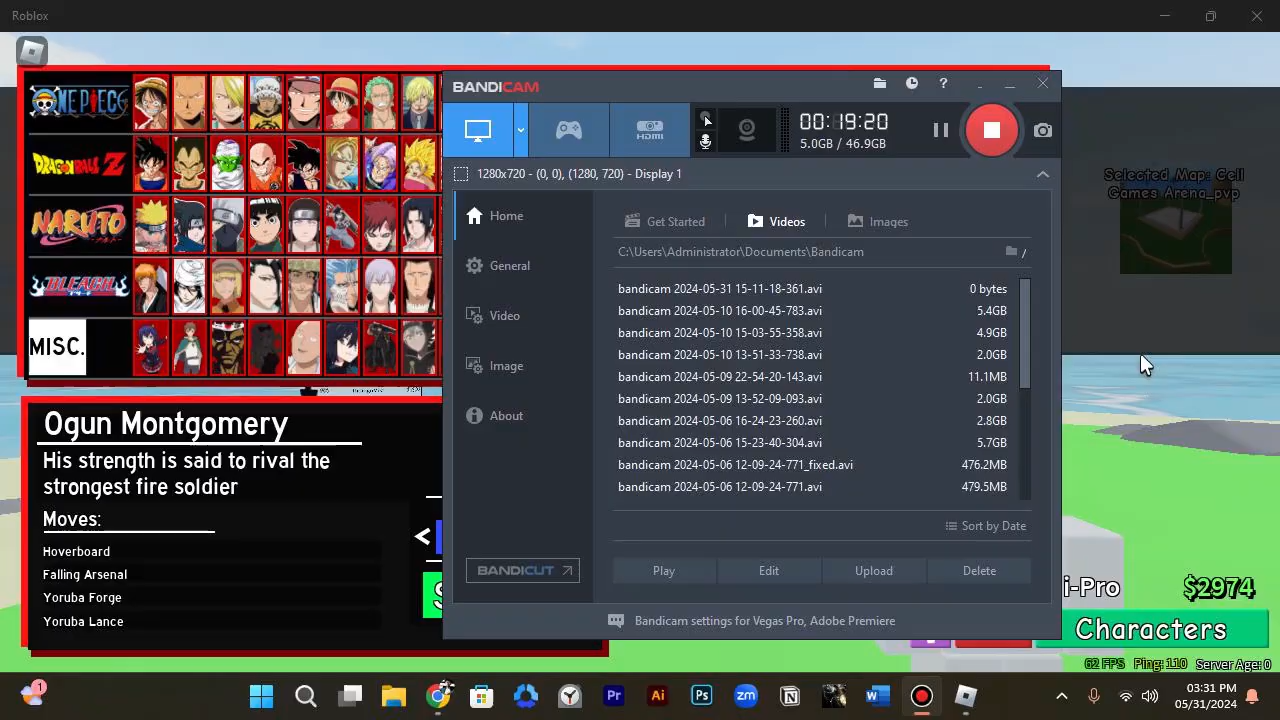 Roblox
ONE PIECE
DRAGONBALL Z
NARUTO
BLEACH
MISC.
BANDICAM
HDMI
00:19:20
5.0GB / 46.9GB
1280x720 - (0, 0), (1280, 720) - Display 1
Home
General
Video
Image
About
BANDICUT
Get Started
Videos
Images
C:\Users\Administrator\Documents\Bandicam
/
bandicam 2024-05-31 15-11-18-361.avi 0 bytes
bandicam 2024-05-10 16-00-45-783.avi 5.4GB
bandicam 2024-05-10 15-03-55-358.avi 4.9GB
bandicam 2024-05-10 13-51-33-738.avi 2.0GB
bandicam 2024-05-09 22-54-20-143.avi 11.1MB
bandicam 2024-05-09 13-52-09-093.avi 2.0GB
bandicam 2024-05-06 16-24-23-260.avi 2.8GB
bandicam 2024-05-06 15-23-40-304.avi 5.7GB
bandicam 2024-05-06 12-09-24-771_fixed.avi 476.2MB
bandicam 2024-05-06 12-09-24-771.avi 479.5MB
Sort by Date
Play
Edit
Upload
Delete
Bandicam settings for Vegas Pro, Adobe Premiere
Selected Map: Cell
Games Arena_pvp
Ogun Montgomery
His strength is said to rival the
strongest fire soldier
Moves:
Hoverboard
Falling Arsenal
Yoruba Forge
Yoruba Lance
<
S
i-Pro
$2974
Characters
62 FPS Ping: 110 Server Age: 0
1
Pr
Ai
Ps
zm
W
03:31 PM
05/31/2024